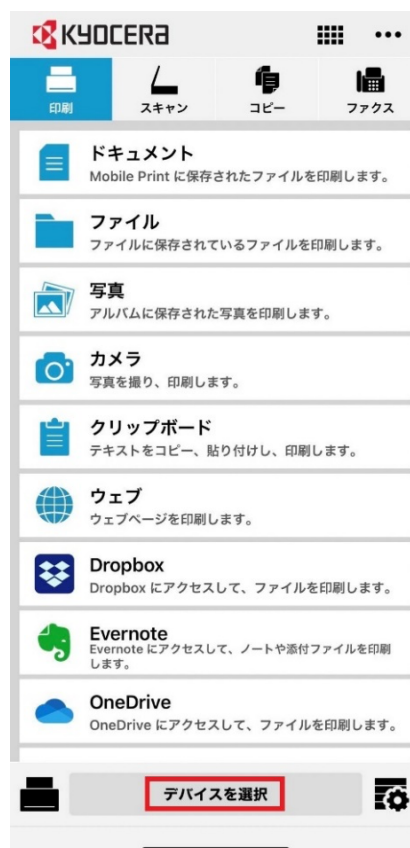 KYOCERA
印刷
スキャン
コピー
ファクス
ドキュメント
Mobile Print に保存されたファイルを印刷します。
ファイル
ファイルに保存されているファイルを印刷します。
写真
アルバムに保存された写真を印刷します。
カメラ
写真を撮り、印刷します。
クリップボード
テキストをコピー、貼り付けし、印刷します。
ウェブ
ウェブページを印刷します。
Dropbox
Dropbox にアクセスして、ファイルを印刷します。
Evernote
Evernote にアクセスして、ノートや添付ファイルを印刷
します。
OneDrive
OneDrive にアクセスして、ファイルを印刷します。
デバイスを選択